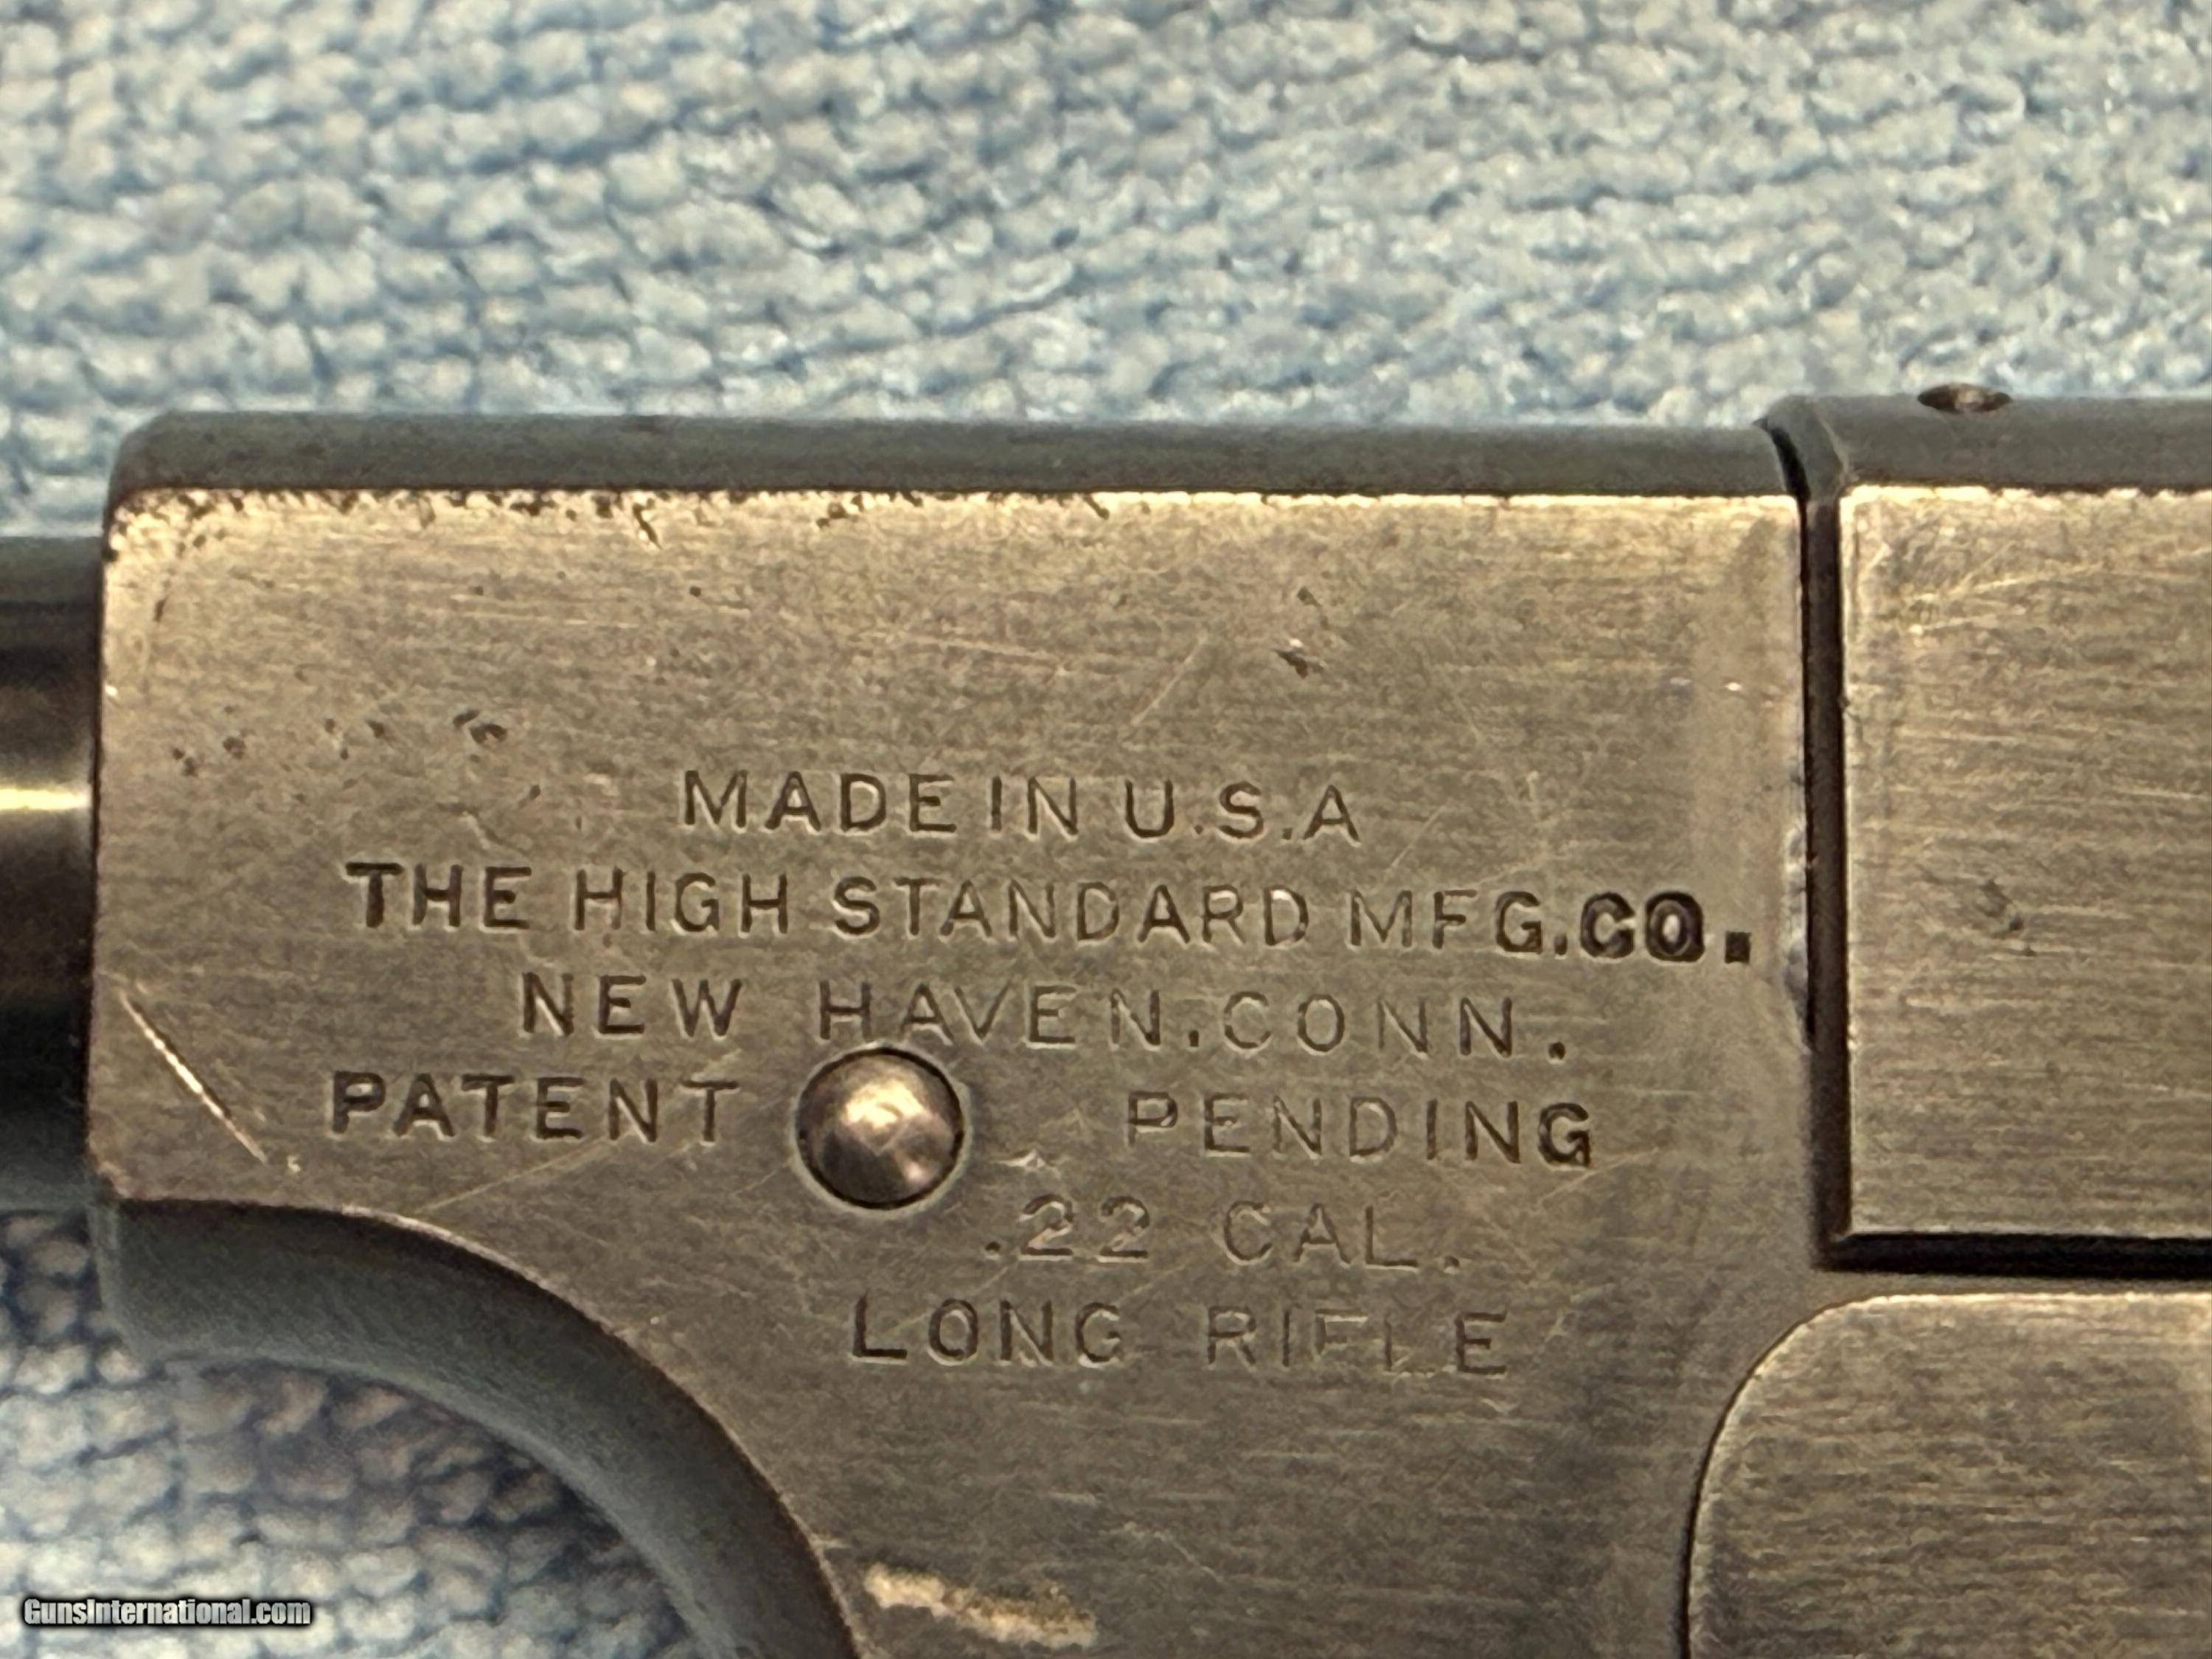 MADE IN U.S.A
THE HIGH STANDARD MFG.CO.
NEW HAVEN.CONN.
PATENT PENDING
.22 CAL.
LONG RIFLE
GunsInternational.com